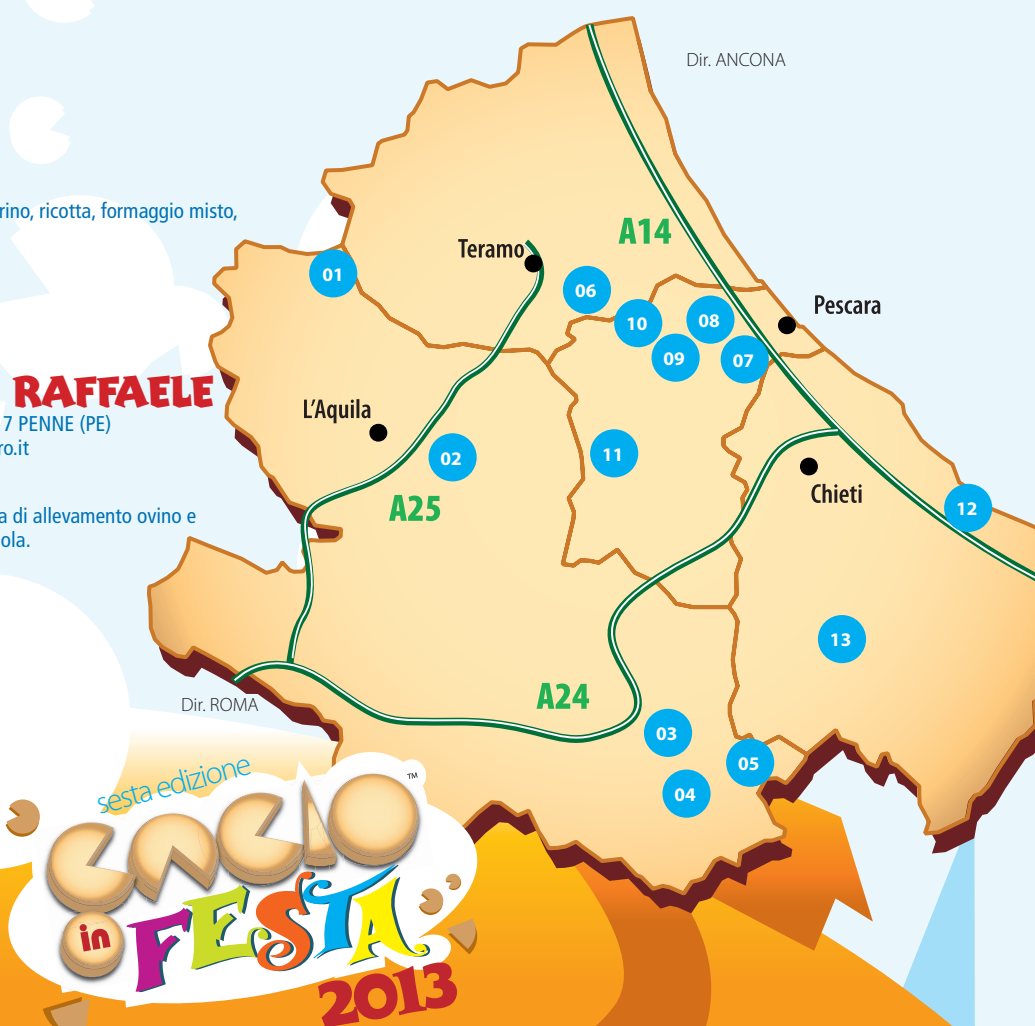 Dir. ANCONA
rino, ricotta, formaggio misto,
A14
Teramo
01
06
Pescara
10
08
09
07
RAFFAELE
7 PENNE (PE)
ro.it
L'Aquila
02
11
Chieti
A25
12
a di allevamento ovino e
ola.
13
A24
Dir. ROMA
03
05
04
sesta edizione
CACIO™
in FESTA
2013